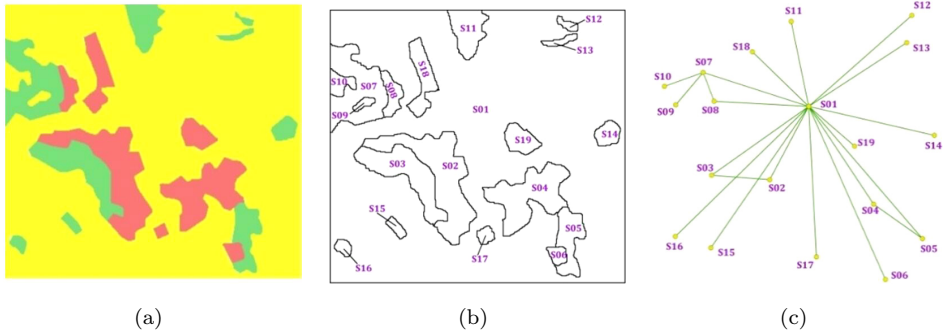 S12
S11
S13
S18
S10
S07
S08
S09
S01
S19
S14
S03
S02
S04
S15
S05
S17
S06
S16
S11
S12
S18
S13
S07
S10
S09
S08
S01
S19
S14
S03
S02
S04
S16
S15
S17
S05
S06
(a)
(b)
(c)